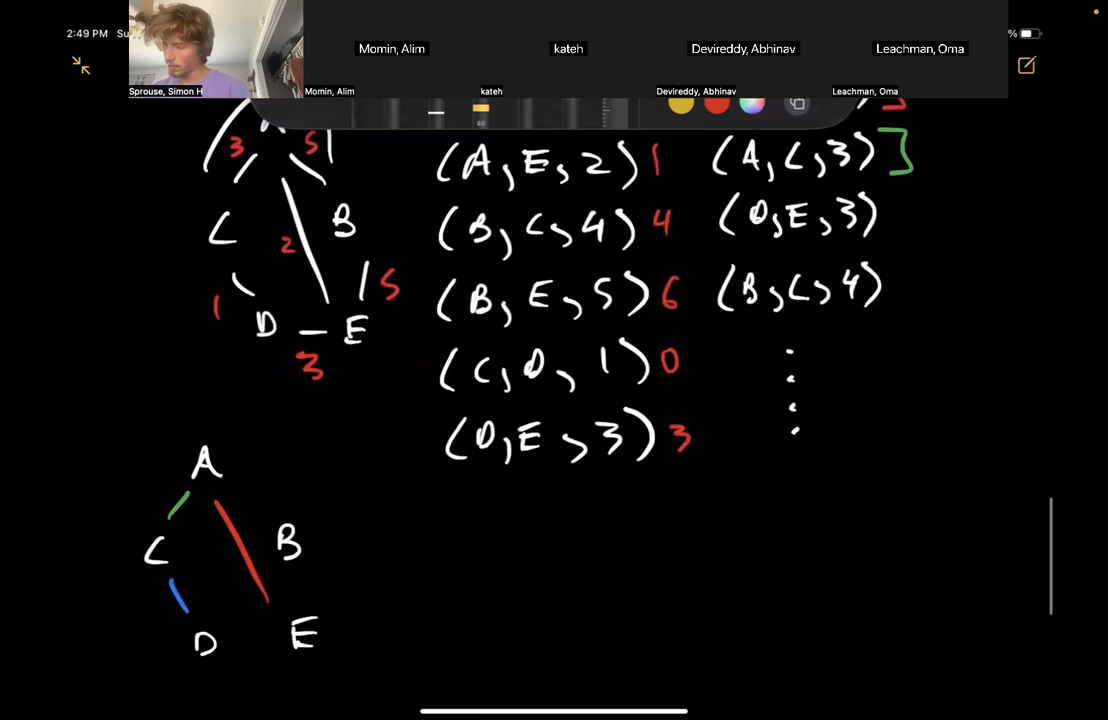 2:49 PM Su
%
Momin, Alim
kateh
Devireddy, Abhinav
Leachman, Oma
Sprouse, Simon H
Momin, Alim
kateh
Devireddy, Abhinav
Leachman, Oma
80
3 5
(A, E, 2) 1
(A, C, 3)
C B
2
(B, C, 4) 4
(D, E, 3)
1 5
(B, E, 5) 6
(B, C, 4)
D E
3
(C, D, 1) 0
(D, E, 3) 3
A
C B
D E